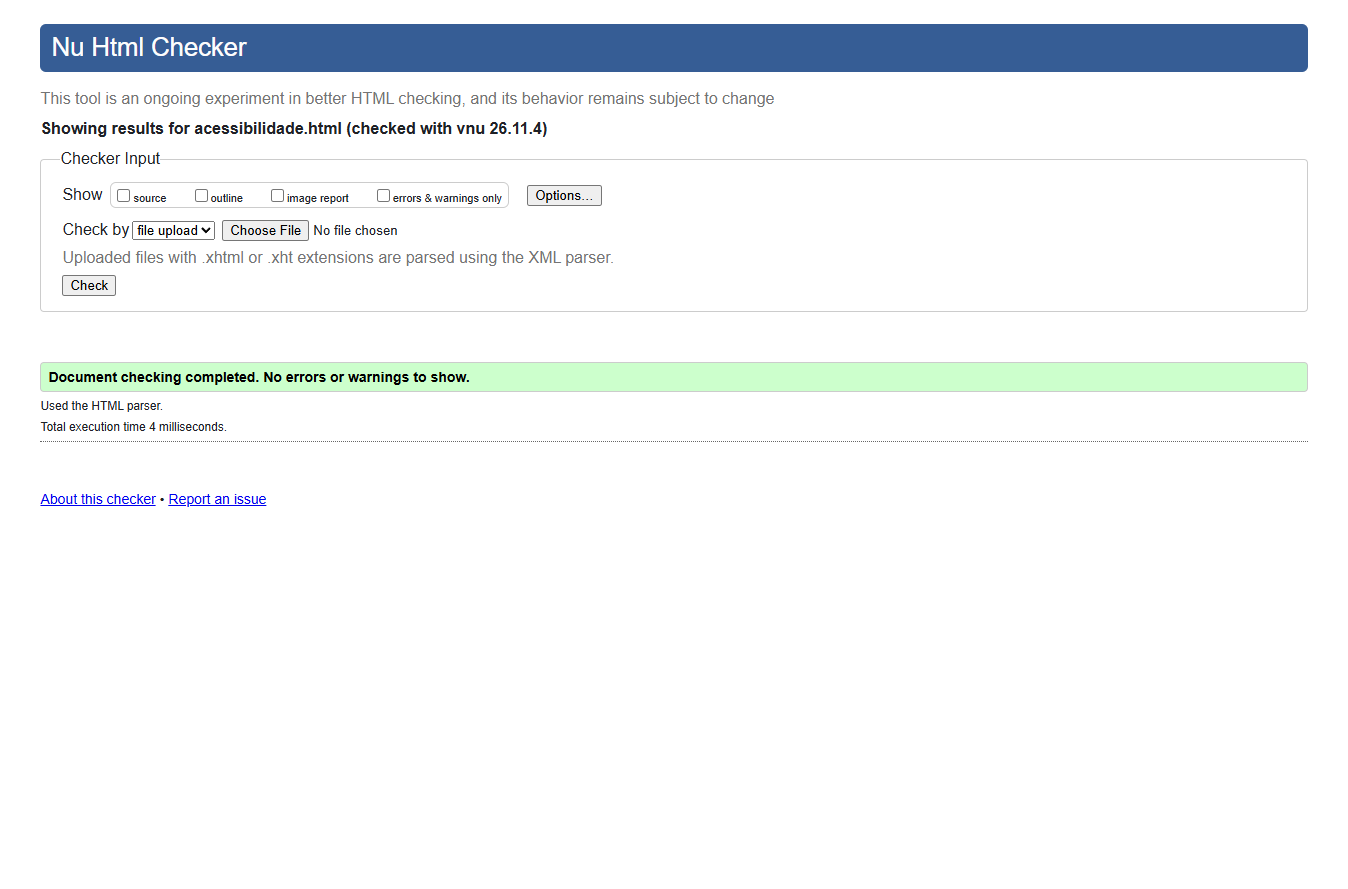 Nu Html Checker
This tool is an ongoing experiment in better HTML checking, and its behavior remains subject to change
Showing results for acessibilidade.html (checked with vnu 26.11.4)
Checker Input
Show source outline image report errors & warnings only Options...
Check by file upload Choose File No file chosen
Uploaded files with .xhtml or .xht extensions are parsed using the XML parser.
Check
Document checking completed. No errors or warnings to show.
Used the HTML parser.
Total execution time 4 milliseconds.
About this checker • Report an issue